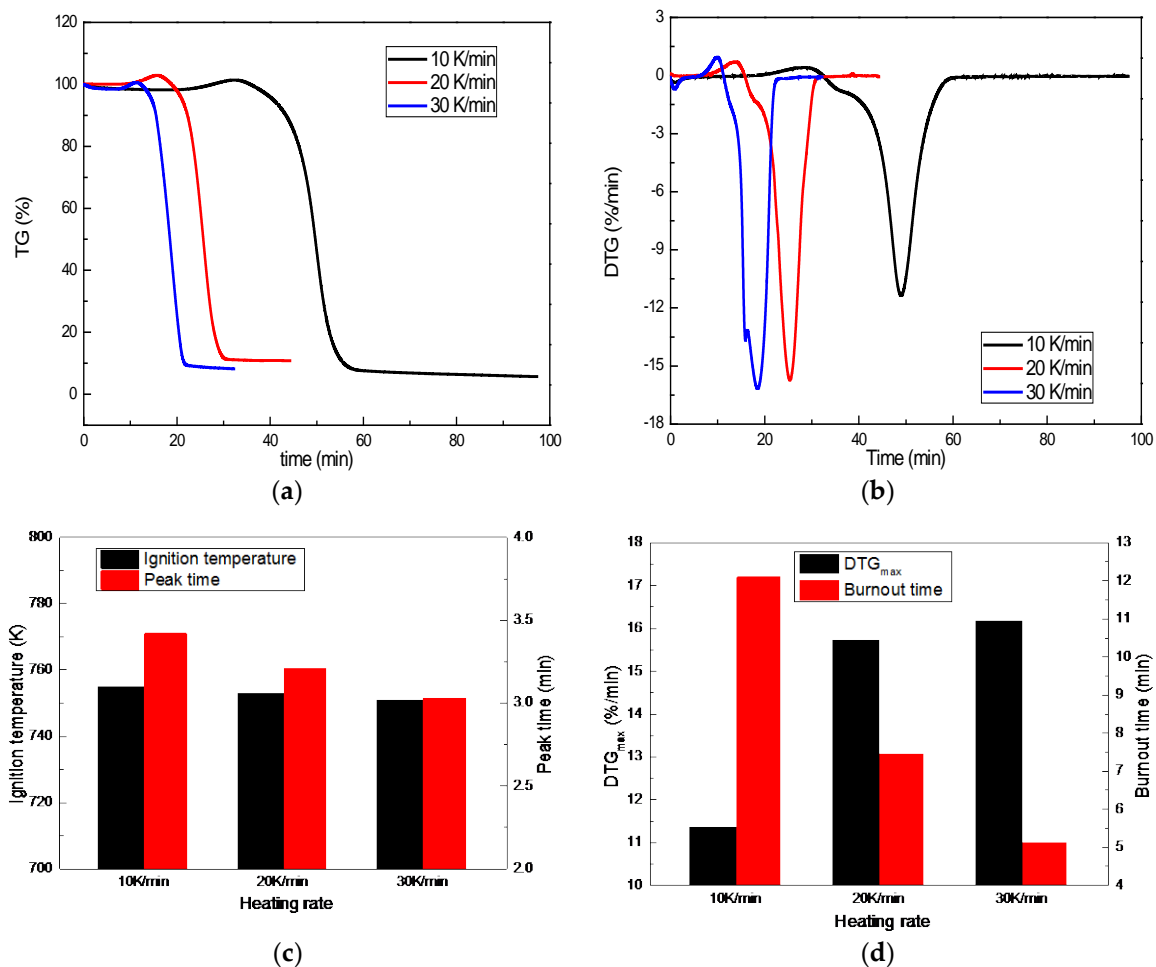 120
100
80
60
40
20
0
TG (%)
10 K/min
20 K/min
30 K/min
0 20 40 60 80 100
time (min)
(a)
3
0
-3
-6
-9
-12
-15
-18
DTG (%/min)
10 K/min
20 K/min
30 K/min
0 20 40 60 80 100
Time (min)
(b)
800
780
760
740
720
700
Ignition temperature (K)
Ignition temperature
Peak time
4.0
3.5
3.0
2.5
2.0
Peak time (min)
10K/min 20K/min 30K/min
Heating rate
(c)
18
17
16
15
14
13
12
11
10
DTGmax (%/min)
DTGmax
Burnout time
13
12
11
10
9
8
7
6
5
4
Burnout time (min)
10K/min 20K/min 30K/min
Heating rate
(d)